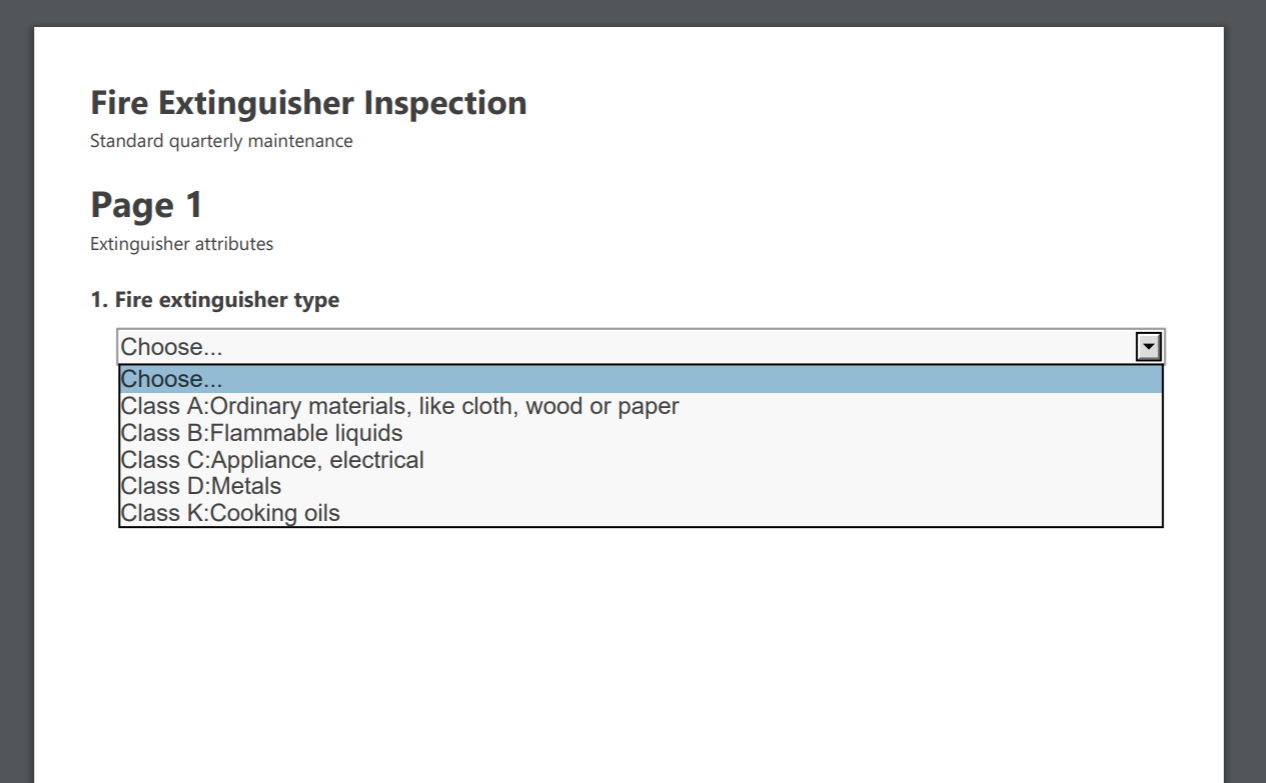 Fire Extinguisher Inspection
Standard quarterly maintenance
Page 1
Extinguisher attributes
1. Fire extinguisher type
Choose...
Choose...
Class A:Ordinary materials, like cloth, wood or paper
Class B:Flammable liquids
Class C:Appliance, electrical
Class D:Metals
Class K:Cooking oils